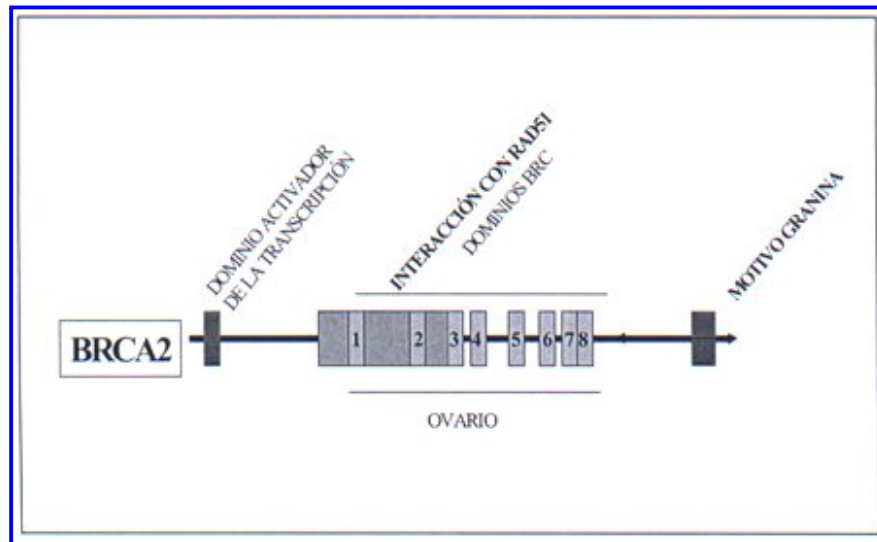 DOMINIO ACTIVADOR
DE LA TRANSCRIPCIÓN
INTERACCIÓN CON RAD51
DOMINIOS BRC
MOTIVO GRANINA
BRCA2
1 2 3 4 5 6 7 8
OVARIO